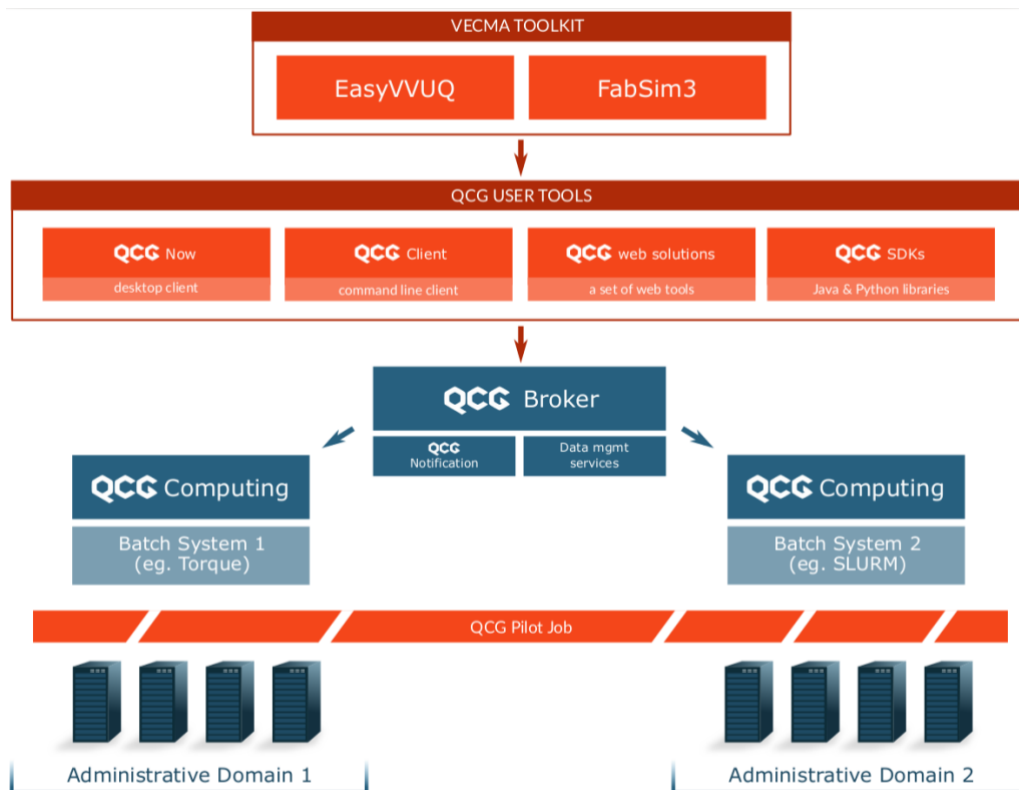 VECMA TOOLKIT
EasyVVUQ
FabSim3
QCG USER TOOLS
QCG Now
desktop client
QCG Client
command line client
QCG web solutions
a set of web tools
QCG SDKs
Java & Python libraries
QCG Broker
QCG
Notification
Data mgmt
services
QCG Computing
Batch System 1
(eg. Torque)
QCG Computing
Batch System 2
(eg. SLURM)
QCG Pilot Job
Administrative Domain 1
Administrative Domain 2